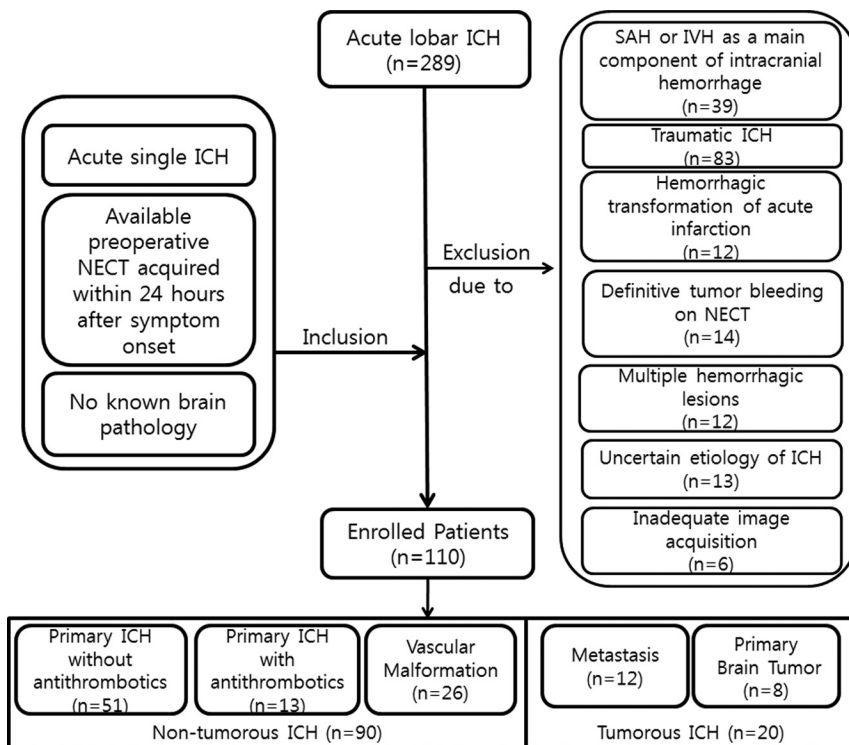 Acute lobar ICH
(n=289)
SAH or IVH as a main
component of intracranial
hemorrhage
(n=39)
Traumatic ICH
(n=83)
Hemorrhagic
transformation of acute
infarction
(n=12)
Definitive tumor bleeding
on NECT
(n=14)
Multiple hemorrhagic
lesions
(n=12)
Uncertain etiology of ICH
(n=13)
Inadequate image
acquisition
(n=6)
Exclusion
due to
Acute single ICH
Available
preoperative
NECT acquired
within 24 hours
after symptom
onset
No known brain
pathology
Inclusion
Enrolled Patients
(n=110)
Primary ICH
without
antithrombotics
(n=51)
Primary ICH
with
antithrombotics
(n=13)
Vascular
Malformation
(n=26)
Non-tumorous ICH (n=90)
Metastasis
(n=12)
Primary
Brain Tumor
(n=8)
Tumorous ICH (n=20)